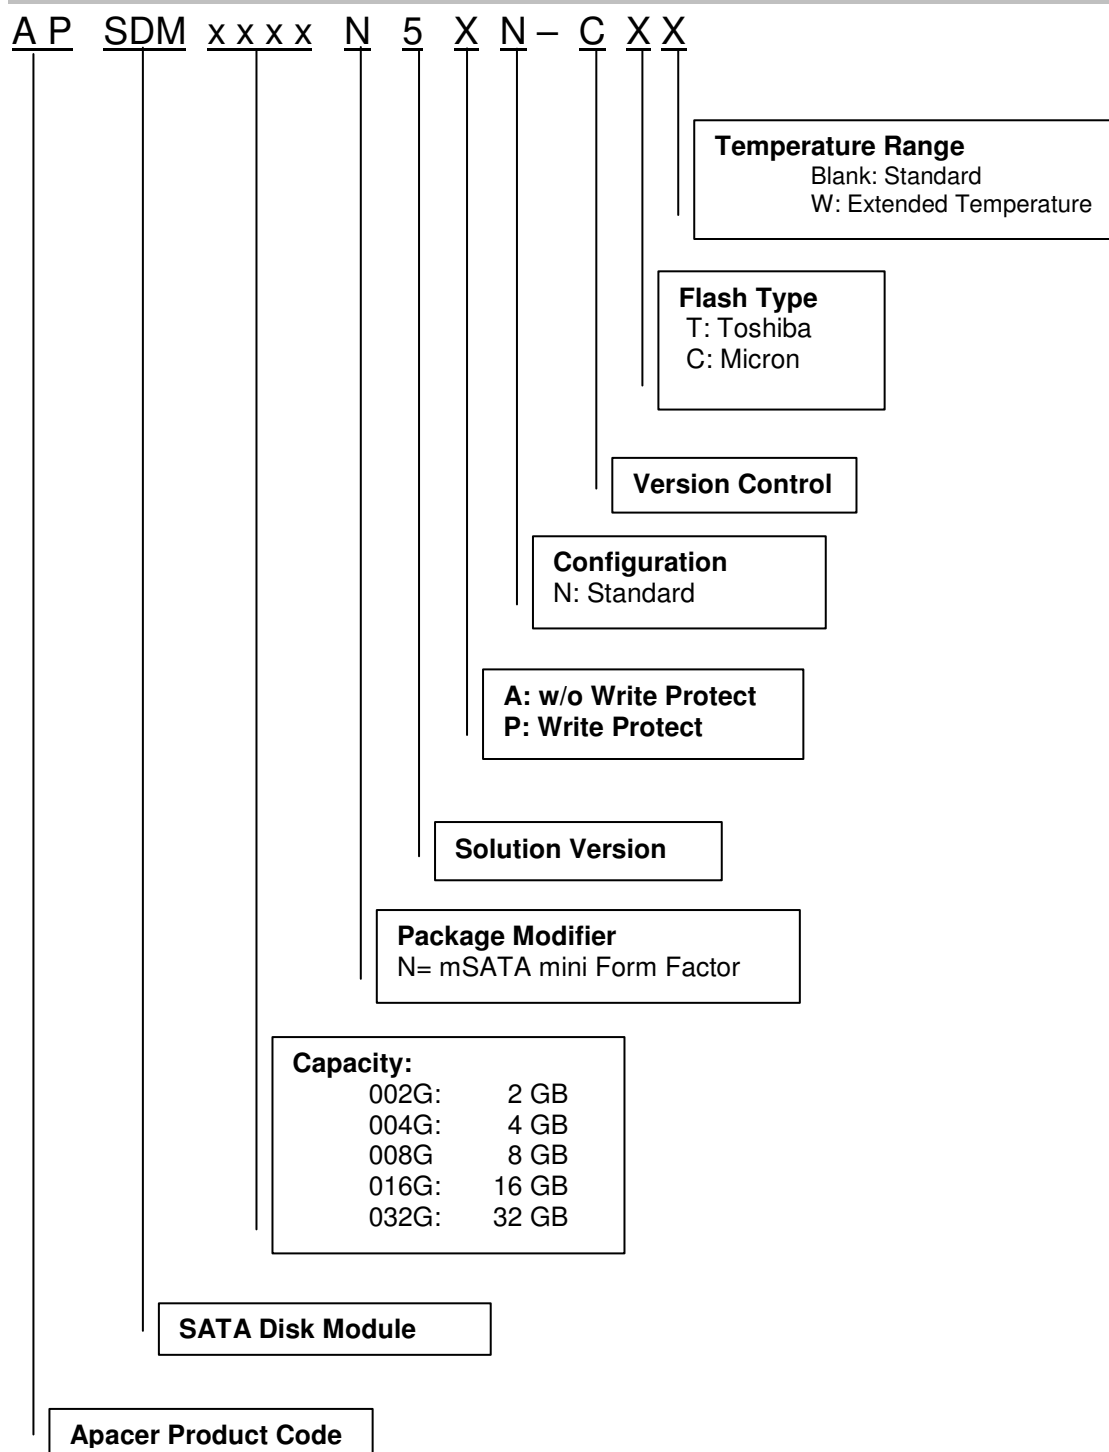 A P SDM x x x x N 5 X N – C X X
Temperature Range
Blank: Standard
W: Extended Temperature
Flash Type
T: Toshiba
C: Micron
Version Control
Configuration
N: Standard
A: w/o Write Protect
P: Write Protect
Solution Version
Package Modifier
N= mSATA mini Form Factor
Capacity:
002G: 2 GB
004G: 4 GB
008G 8 GB
016G: 16 GB
032G: 32 GB
SATA Disk Module
Apacer Product Code